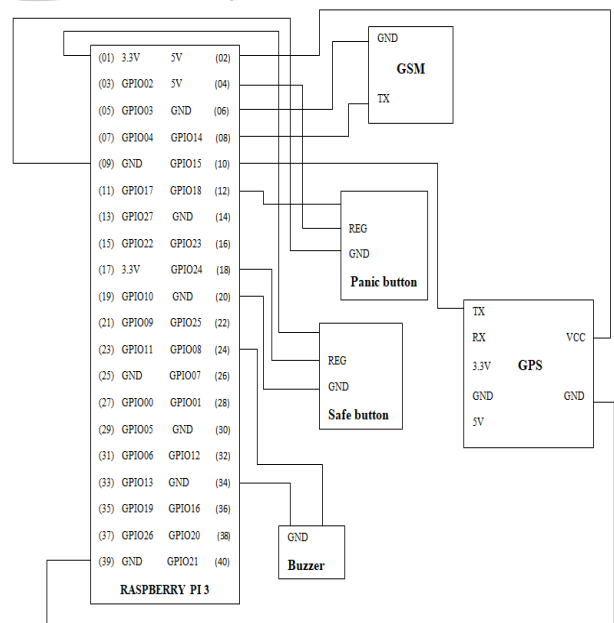 (01) 3.3V 5V (02)
(03) GPIO02 5V (04)
(05) GPIO03 GND (06)
(07) GPIO04 GPIO14 (08)
(09) GND GPIO15 (10)
(11) GPIO17 GPIO18 (12)
(13) GPIO27 GND (14)
(15) GPIO22 GPIO23 (16)
(17) 3.3V GPIO24 (18)
(19) GPIO10 GND (20)
(21) GPIO09 GPIO25 (22)
(23) GPIO11 GPIO08 (24)
(25) GND GPIO07 (26)
(27) GPIO00 GPIO01 (28)
(29) GPIO05 GND (30)
(31) GPIO06 GPIO12 (32)
(33) GPIO13 GND (34)
(35) GPIO19 GPIO16 (36)
(37) GPIO26 GPIO20 (38)
(39) GND GPIO21 (40)
RASPBERRY PI 3
GND
GSM
TX
REG
GND
Panic button
REG
GND
Safe button
TX
RX VCC
3.3V GPS
GND GND
5V
GND
Buzzer